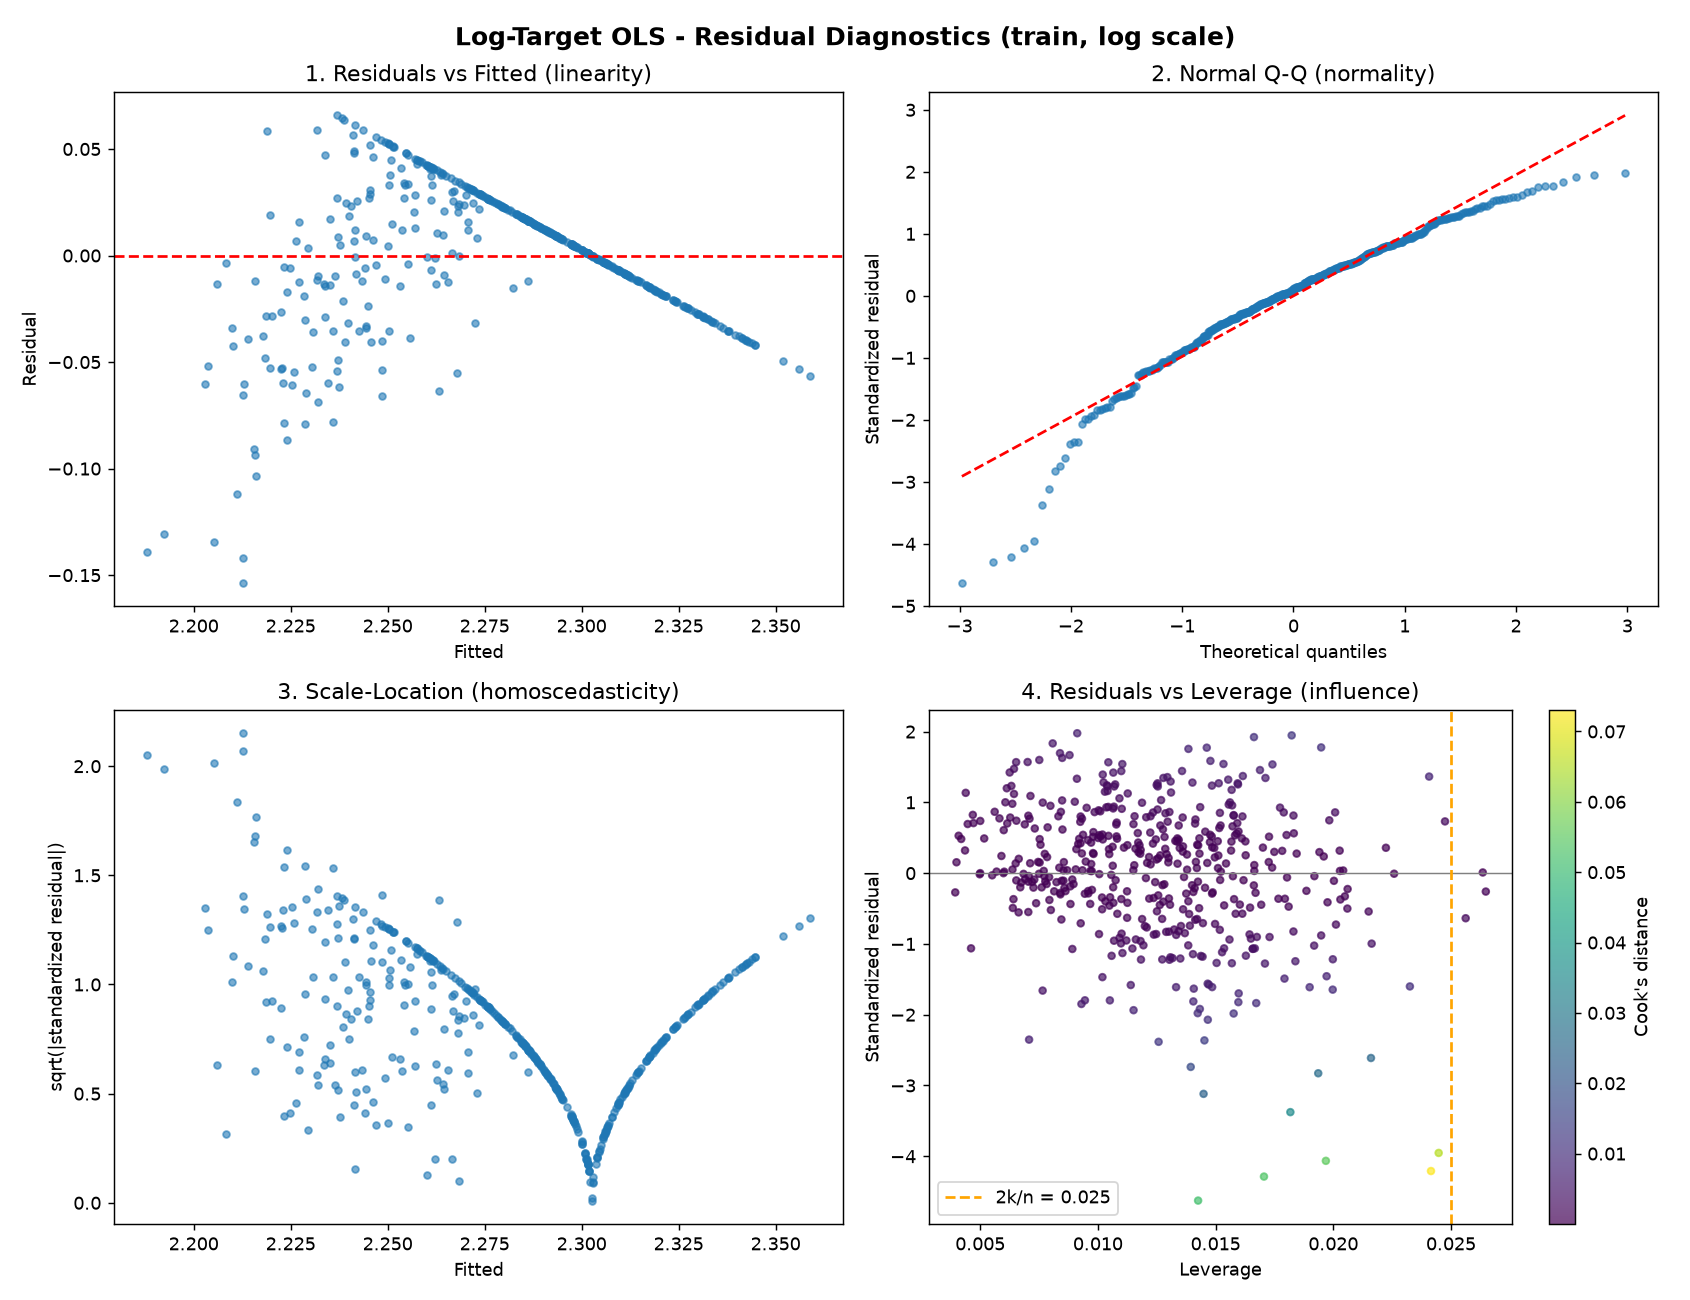 Log-Target OLS - Residual Diagnostics (train, log scale)
1. Residuals vs Fitted (linearity)
Residual
0.05
0.00
−0.05
−0.10
−0.15
2.200 2.225 2.250 2.275 2.300 2.325 2.350
Fitted
2. Normal Q-Q (normality)
Standardized residual
3
2
1
0
−1
−2
−3
−4
−5
−3 −2 −1 0 1 2 3
Theoretical quantiles
3. Scale-Location (homoscedasticity)
sqrt(|standardized residual|)
2.0
1.5
1.0
0.5
0.0
2.200 2.225 2.250 2.275 2.300 2.325 2.350
Fitted
4. Residuals vs Leverage (influence)
Standardized residual
2
1
0
−1
−2
−3
−4
2k/n = 0.025
0.005 0.010 0.015 0.020 0.025
Leverage
0.07
0.06
0.05
0.04
0.03
0.02
0.01
Cook's distance